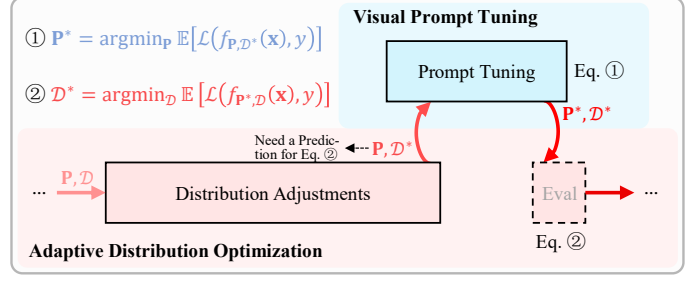 Visual Prompt Tuning
① P* = argmin_P 𝔼[ℒ(f_{P,𝒟*}(x), y)]
Prompt Tuning
Eq. ①
② 𝒟* = argmin_𝒟 𝔼[ℒ(f_{P*,𝒟}(x), y)]
P*, 𝒟*
Need a Predic-
tion for Eq. ②
P, 𝒟*
... P, 𝒟
Distribution Adjustments
Eval
...
Eq. ②
Adaptive Distribution Optimization